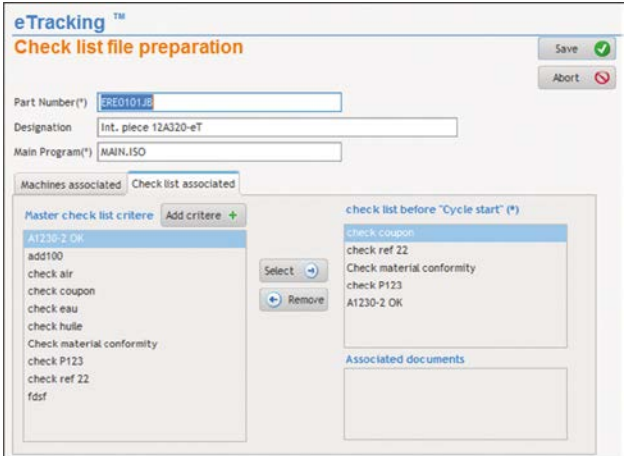 eTracking ™
Check list file preparation
Save
Abort
Part Number(*) ERE0101JB
Designation Int. piece 12A320-eT
Main Program(*) MAIN.ISO
Machines associated Check list associated
Master check list critere Add critere +
A1230-2 OK
add100
check air
check coupon
check eau
check huile
Check material conformity
check P123
check ref 22
fdsf
Select
Remove
check list before "Cycle start" (*)
check coupon
check ref 22
Check material conformity
check P123
A1230-2 OK
Associated documents